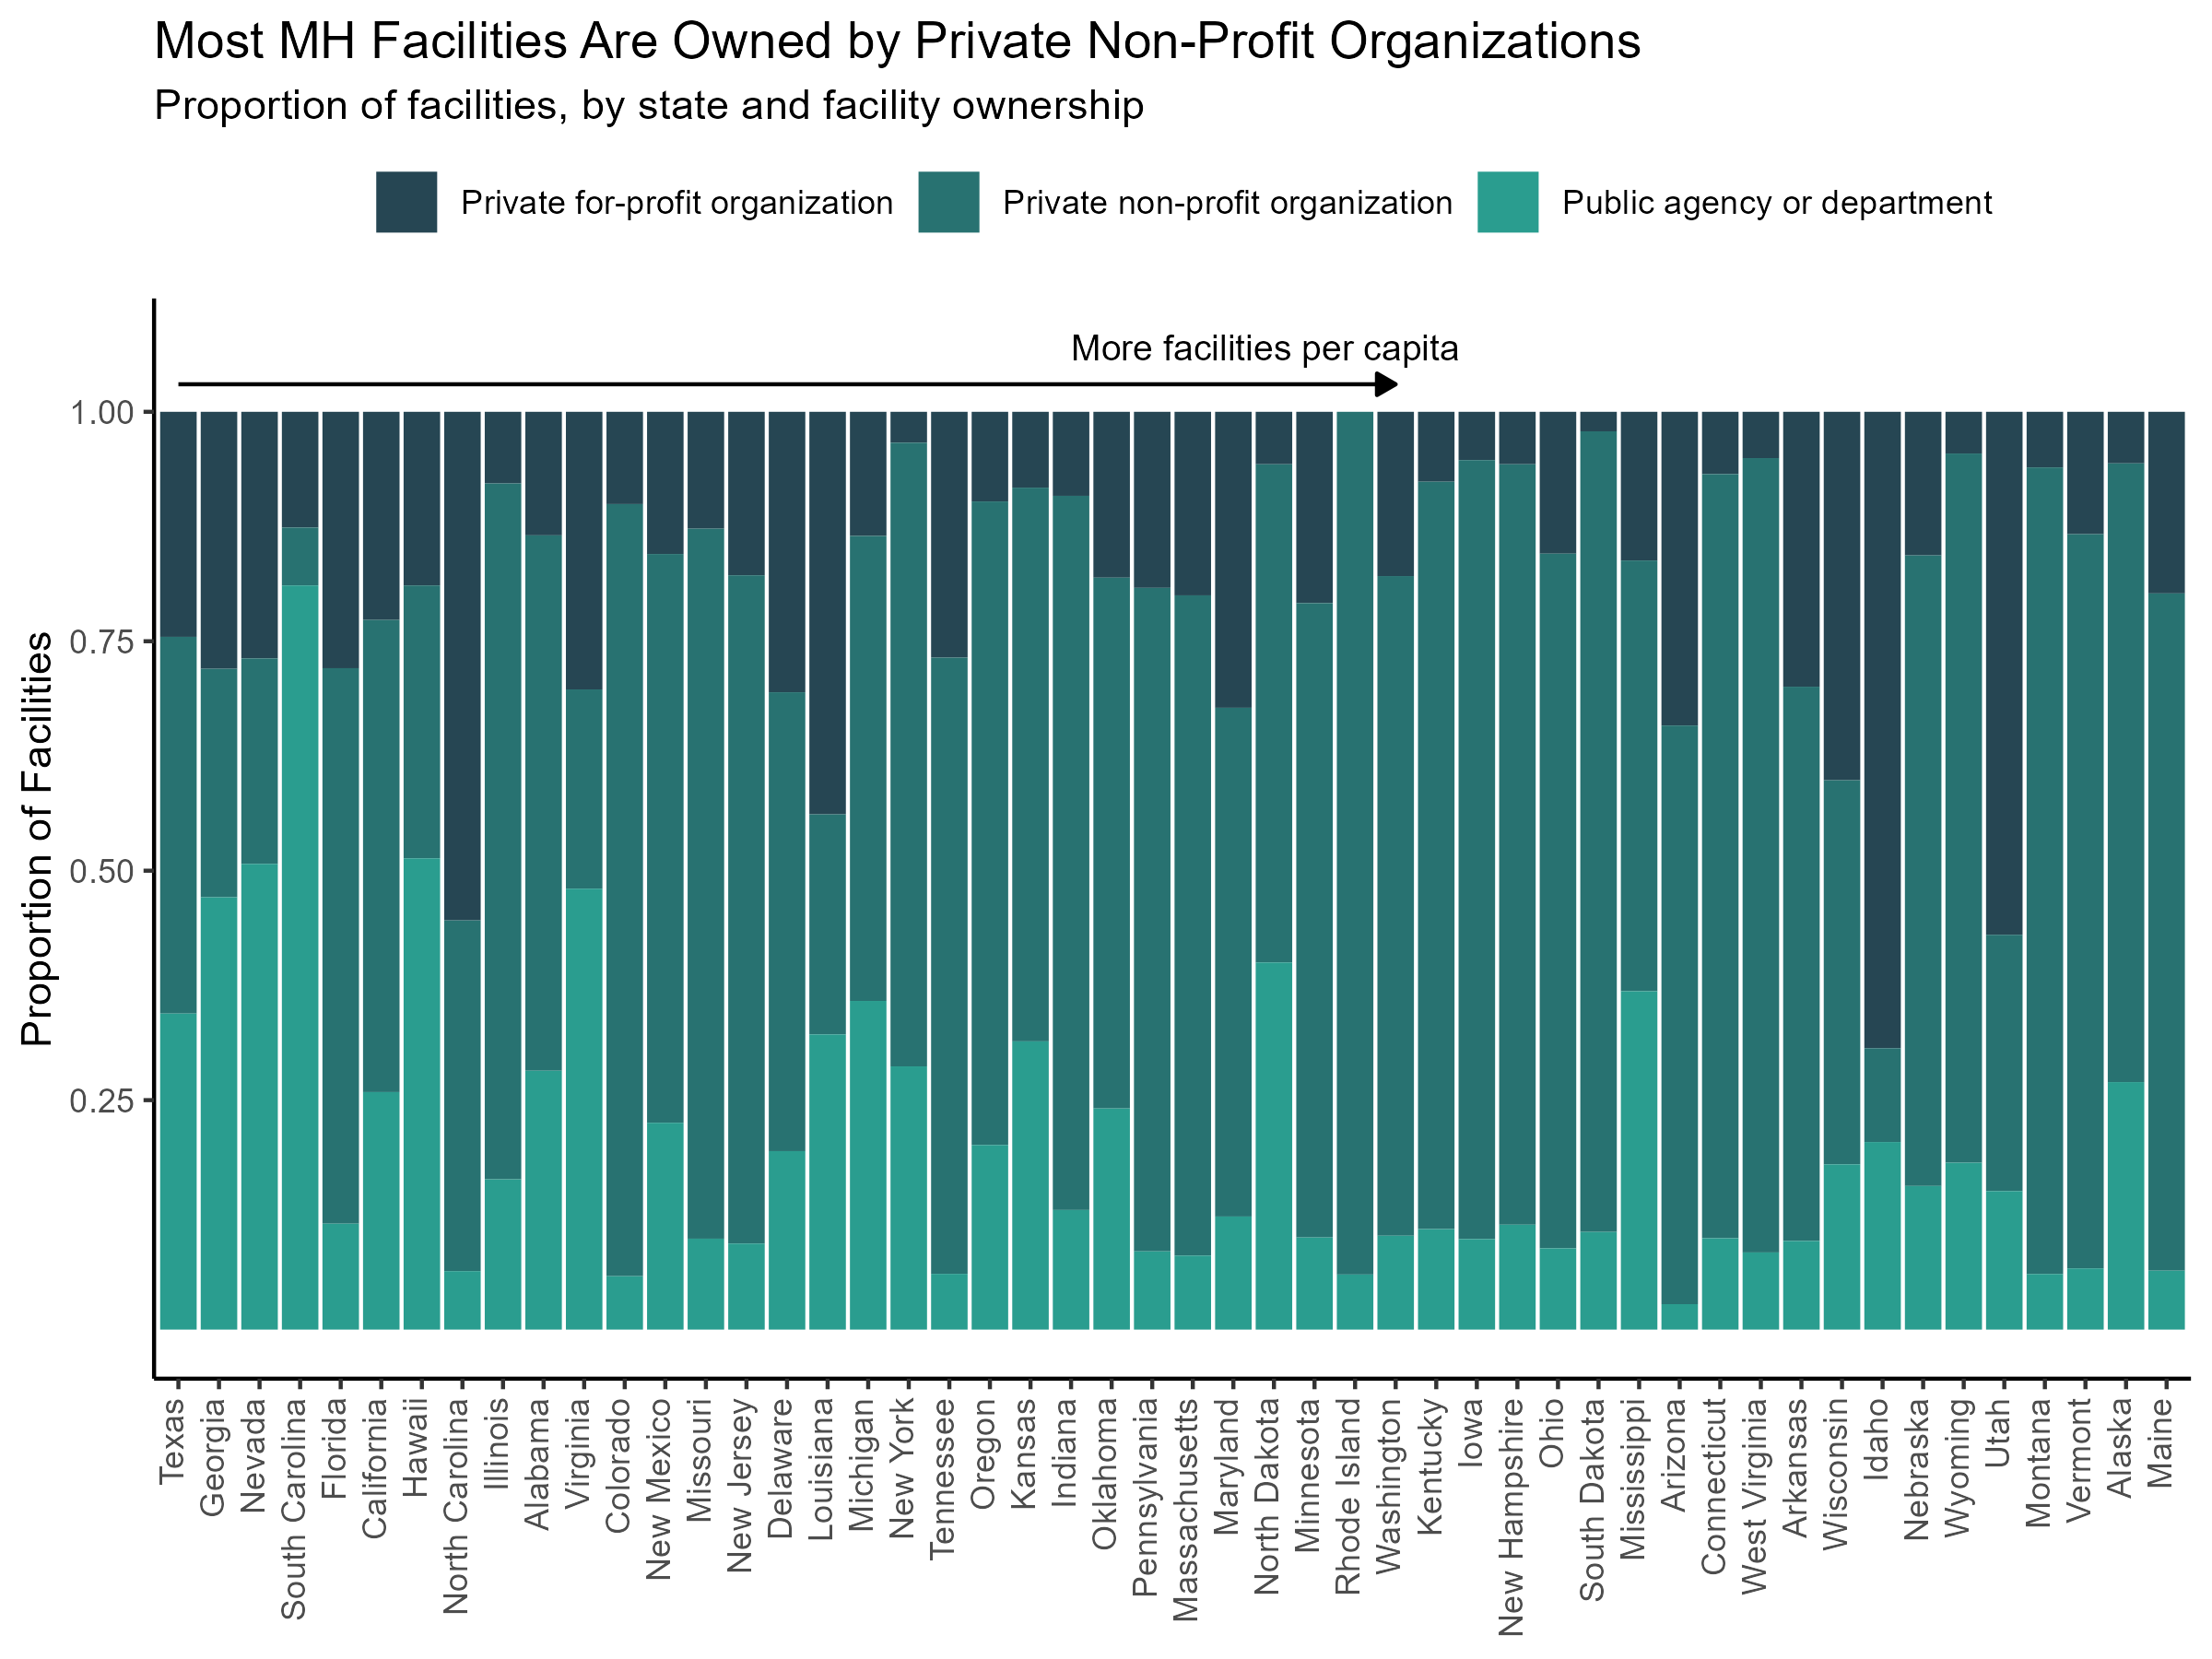 Most MH Facilities Are Owned by Private Non-Profit Organizations
Proportion of facilities, by state and facility ownership
Private for-profit organization
Private non-profit organization
Public agency or department
More facilities per capita
1.00
0.75
0.50
0.25
Proportion of Facilities
Texas
Georgia
Nevada
South Carolina
Florida
California
Hawaii
North Carolina
Illinois
Alabama
Virginia
Colorado
New Mexico
Missouri
New Jersey
Delaware
Louisiana
Michigan
New York
Tennessee
Oregon
Kansas
Indiana
Oklahoma
Pennsylvania
Massachusetts
Maryland
North Dakota
Minnesota
Rhode Island
Washington
Kentucky
Iowa
New Hampshire
Ohio
South Dakota
Mississippi
Arizona
Connecticut
West Virginia
Arkansas
Wisconsin
Idaho
Nebraska
Wyoming
Utah
Montana
Vermont
Alaska
Maine